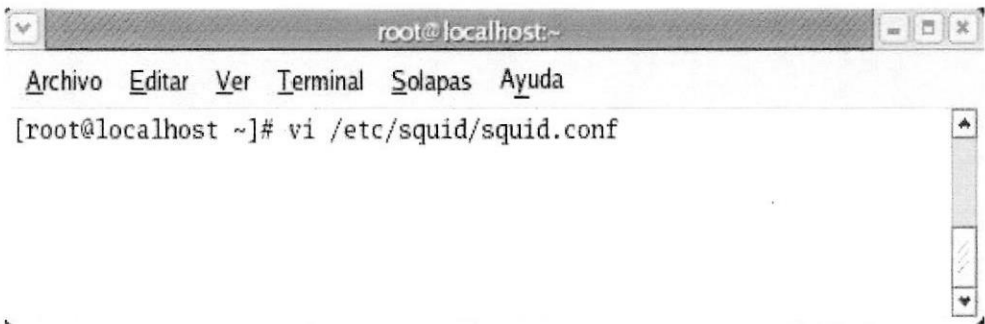 root@localhost:~
Archivo Editar Ver Terminal Solapas Ayuda
[root@localhost ~]# vi /etc/squid/squid.conf